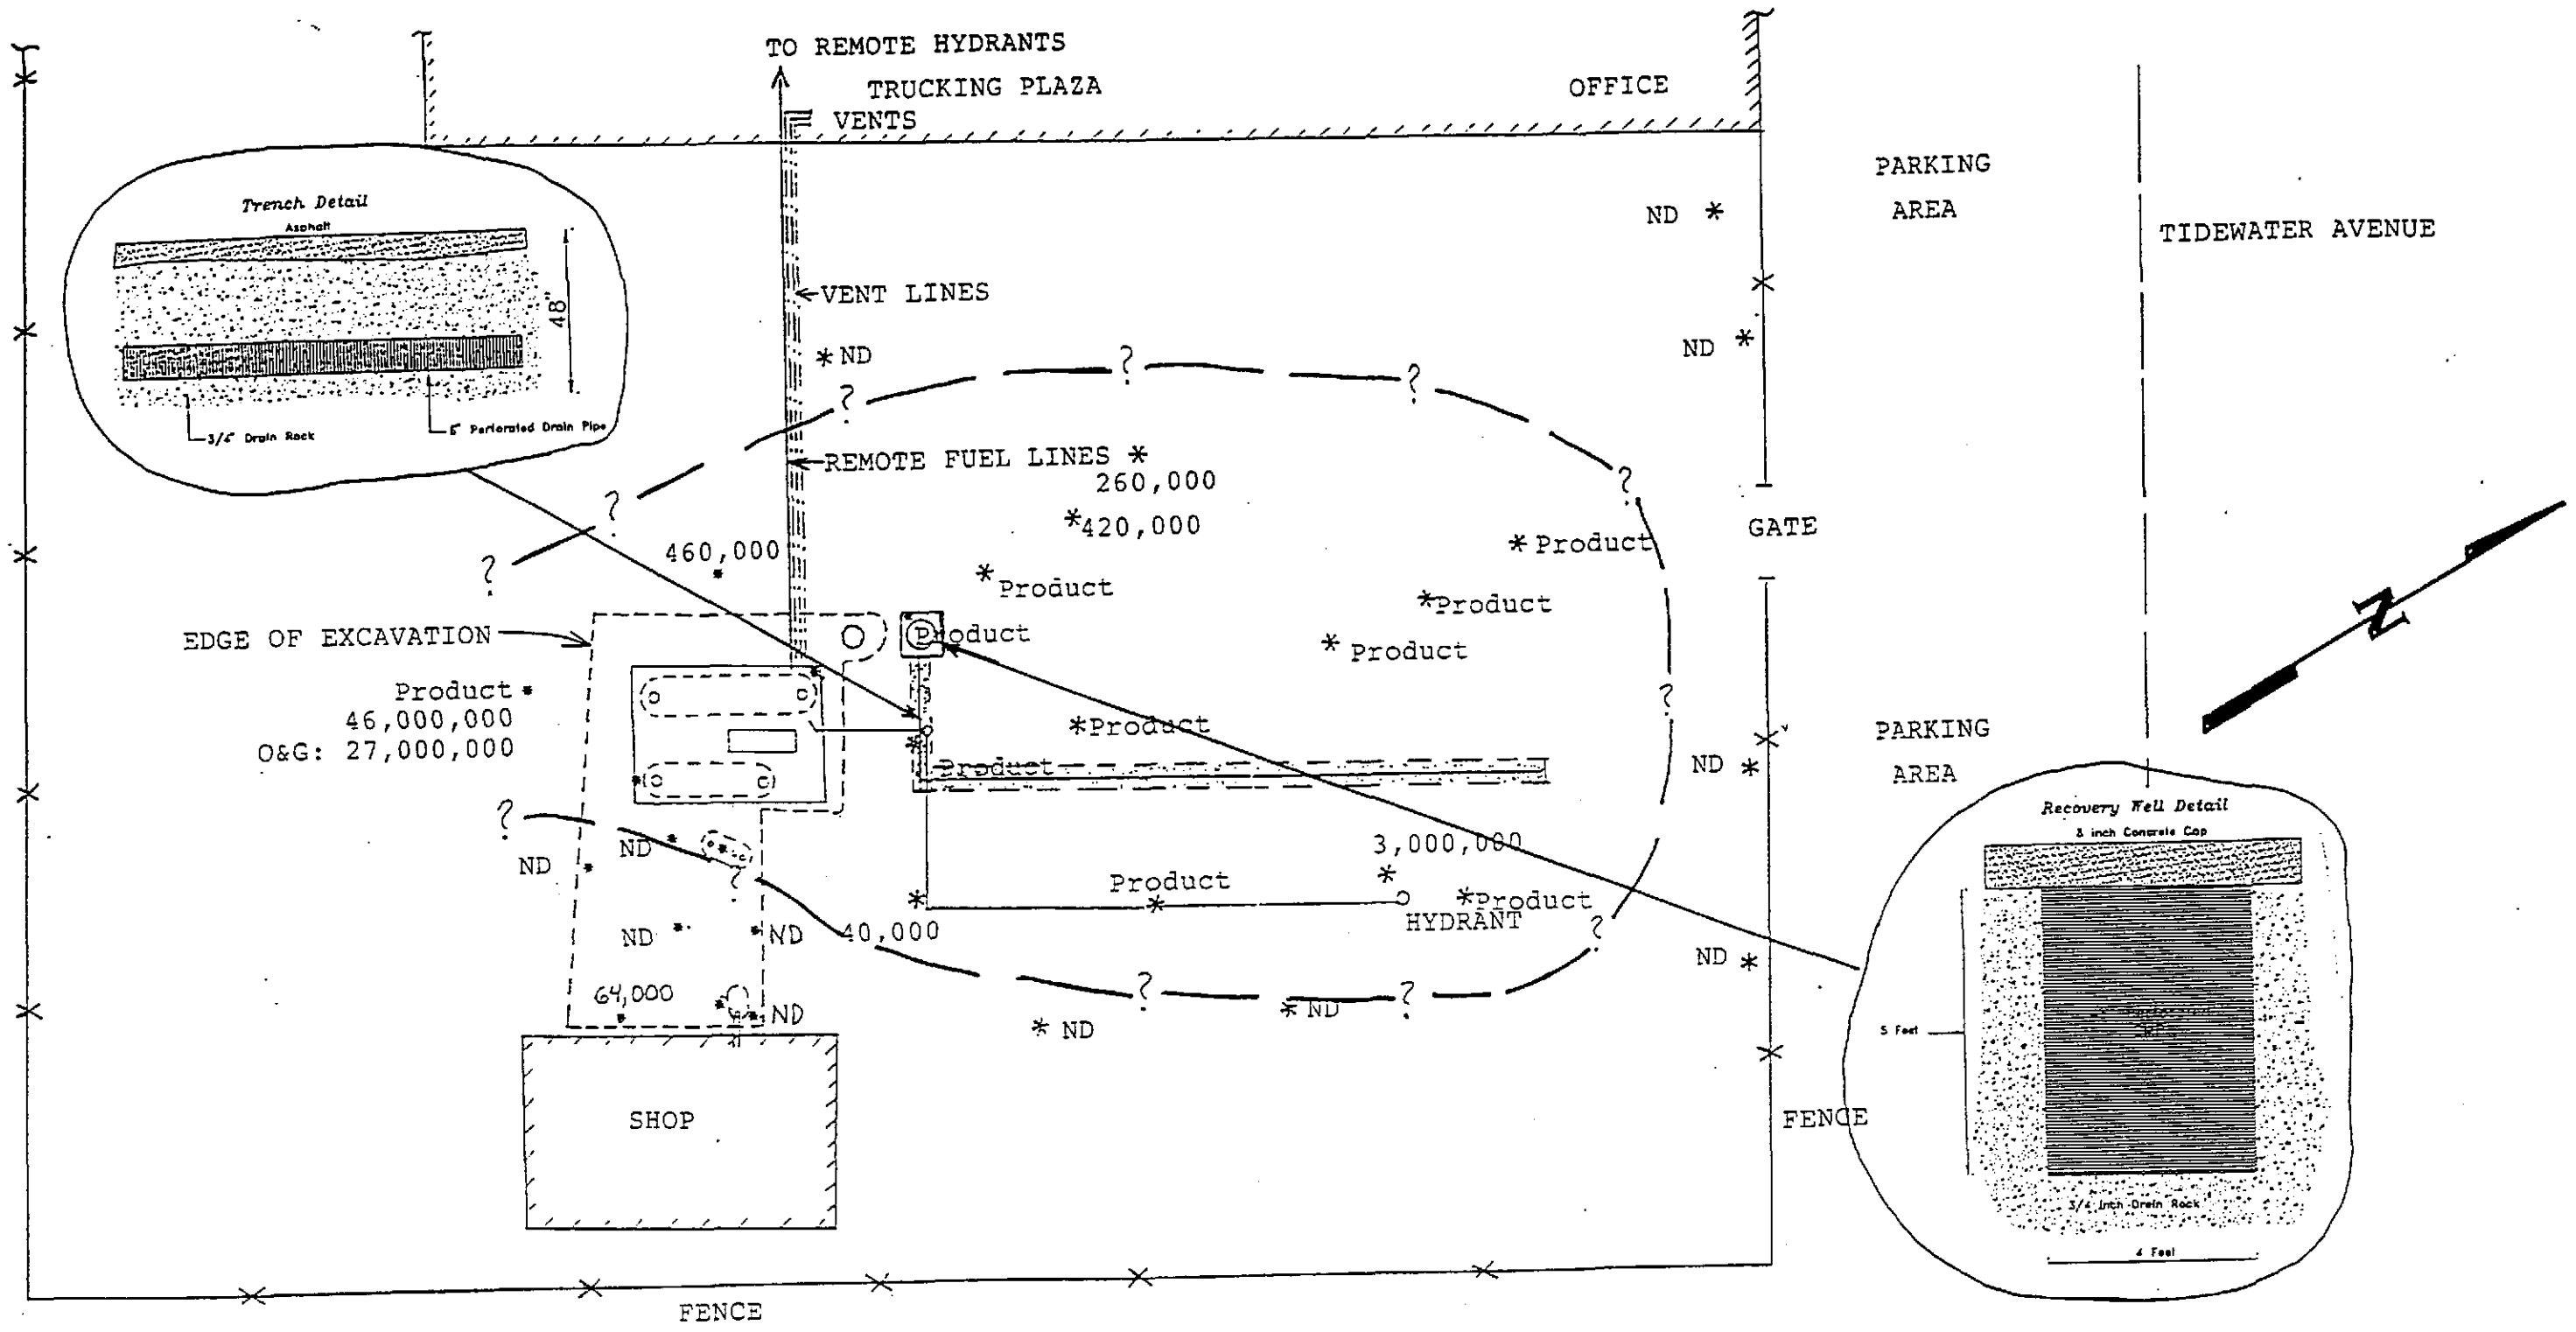 TO REMOTE HYDRANTS
TRUCKING PLAZA
OFFICE
VENTS
PARKING
AREA
TIDEWATER AVENUE
ND *
Trench Detail
Asphalt
48"
3/4" Drain Rock
6" Perforated Drain Pipe
VENT LINES
* ND
ND *
?
?
?
REMOTE FUEL LINES *
260,000
?
?
*420,000
GATE
460,000
*
* Product
?
* Product
*Product
N
EDGE OF EXCAVATION
Product
* Product
Product *
46,000,000
O&G: 27,000,000
?
*Product
PARKING
AREA
Product
ND *
?
Recovery Well Detail
8 inch Concrete Cap
ND *
ND *
?
3,000,000
*
Product
*
*Product
HYDRANT
ND *
* ND
40,000
?
ND *
5 Feet
64,000
*
* ND
?
?
* ND
* ND
SHOP
FENCE
3/4 Inch Drain Rock
4 Feet
FENCE